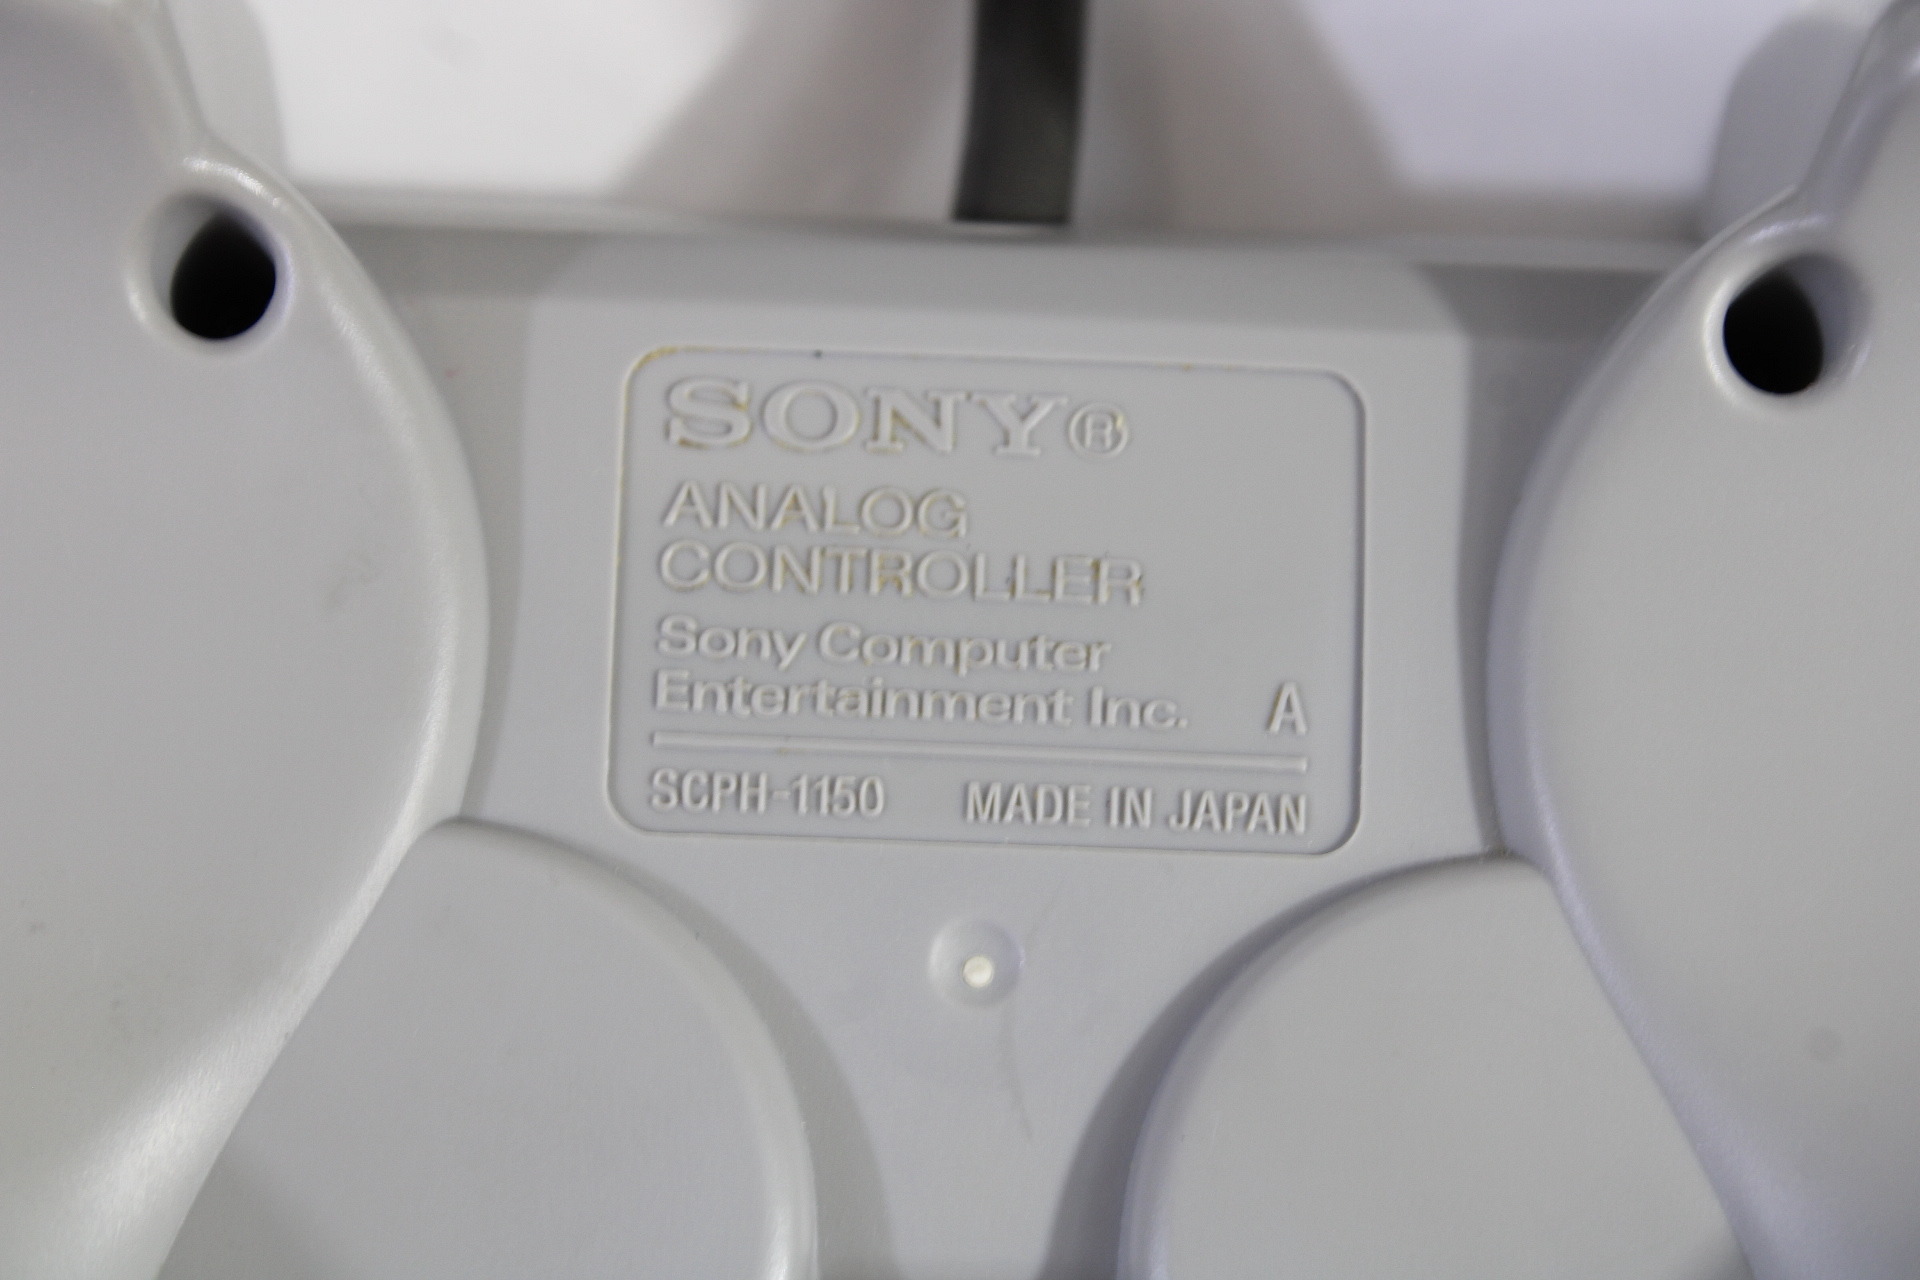 SONY®
ANALOG
CONTROLLER
Sony Computer
Entertainment Inc. A
SCPH-1150 MADE IN JAPAN